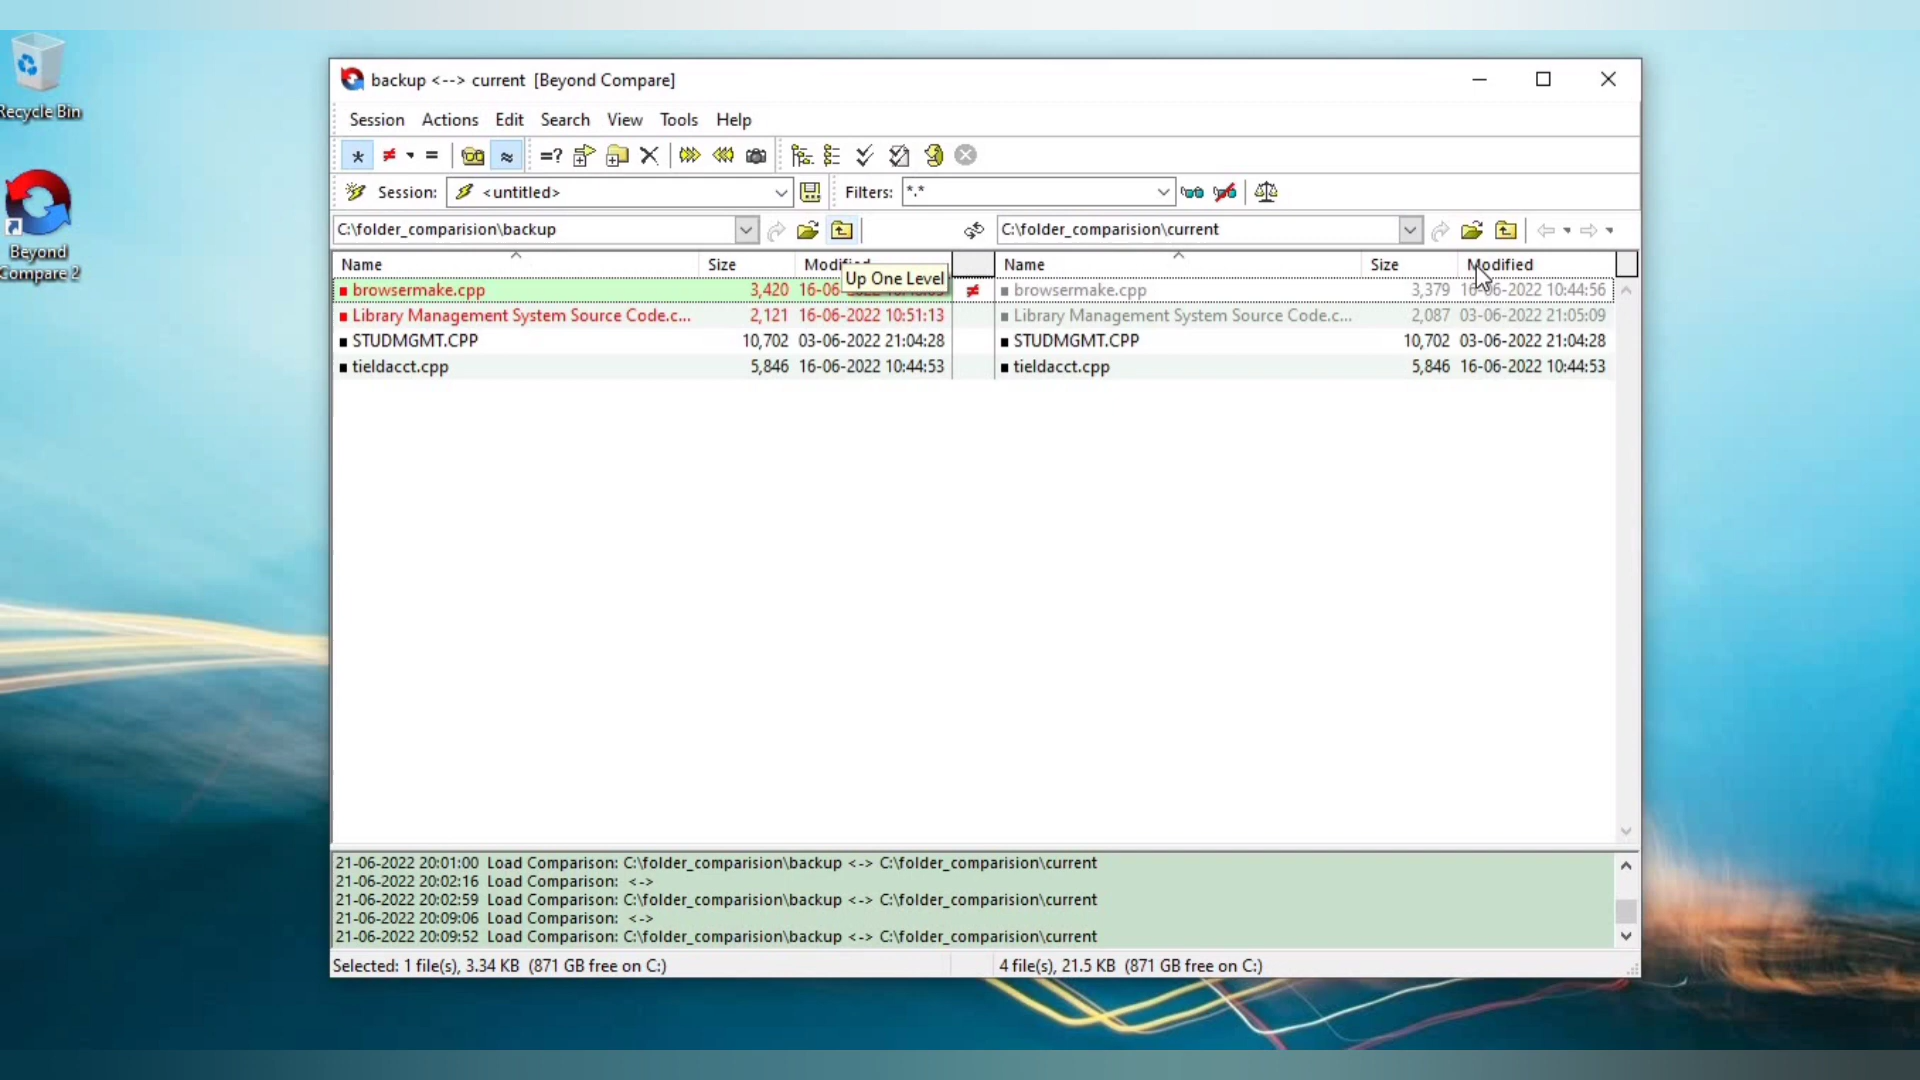 Recycle Bin
Beyond
Compare 2
backup <--> current [Beyond Compare]
Session Actions Edit Search View Tools Help
Session: <untitled> Filters: *.*
C:\folder_comparision\backup C:\folder_comparision\current
Name Size Modified Name Size Modified
Up One Level
browsermake.cpp 3,420 16-06- browsermake.cpp 3,379 16-06-2022 10:44:56
Library Management System Source Code.c... 2,121 16-06-2022 10:51:13 Library Management System Source Code.c... 2,087 03-06-2022 21:05:09
STUDMGMT.CPP 10,702 03-06-2022 21:04:28 STUDMGMT.CPP 10,702 03-06-2022 21:04:28
tieldacct.cpp 5,846 16-06-2022 10:44:53 tieldacct.cpp 5,846 16-06-2022 10:44:53
21-06-2022 20:01:00 Load Comparison: C:\folder_comparision\backup <-> C:\folder_comparision\current
21-06-2022 20:02:16 Load Comparison: <->
21-06-2022 20:02:59 Load Comparison: C:\folder_comparision\backup <-> C:\folder_comparision\current
21-06-2022 20:09:06 Load Comparison: <->
21-06-2022 20:09:52 Load Comparison: C:\folder_comparision\backup <-> C:\folder_comparision\current
Selected: 1 file(s), 3.34 KB (871 GB free on C:) 4 file(s), 21.5 KB (871 GB free on C:)